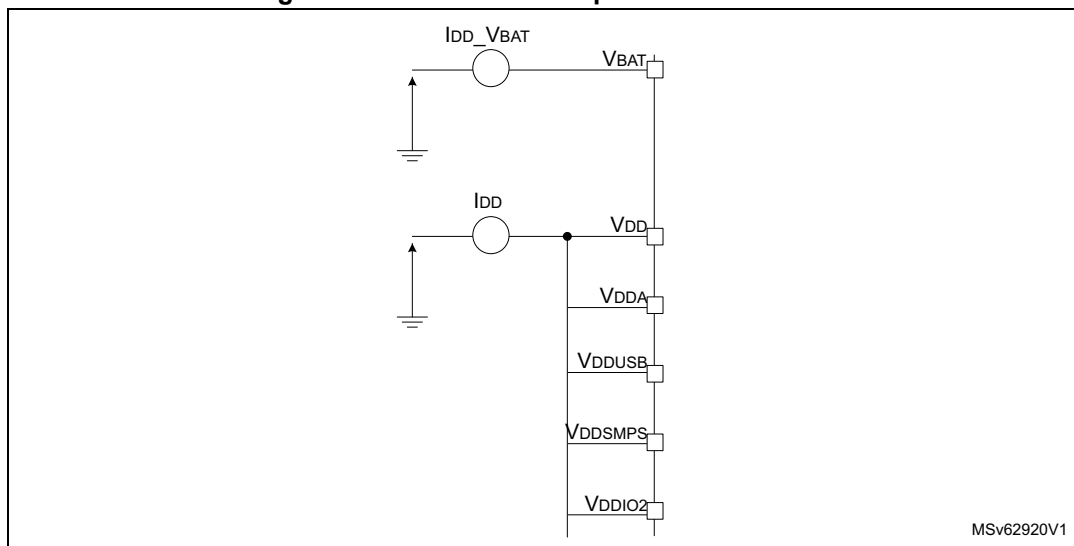 IDD_VBAT
VBAT
IDD
VDD
VDDA
VDDUSB
VDDSMPS
VDDIO2
MSv62920V1